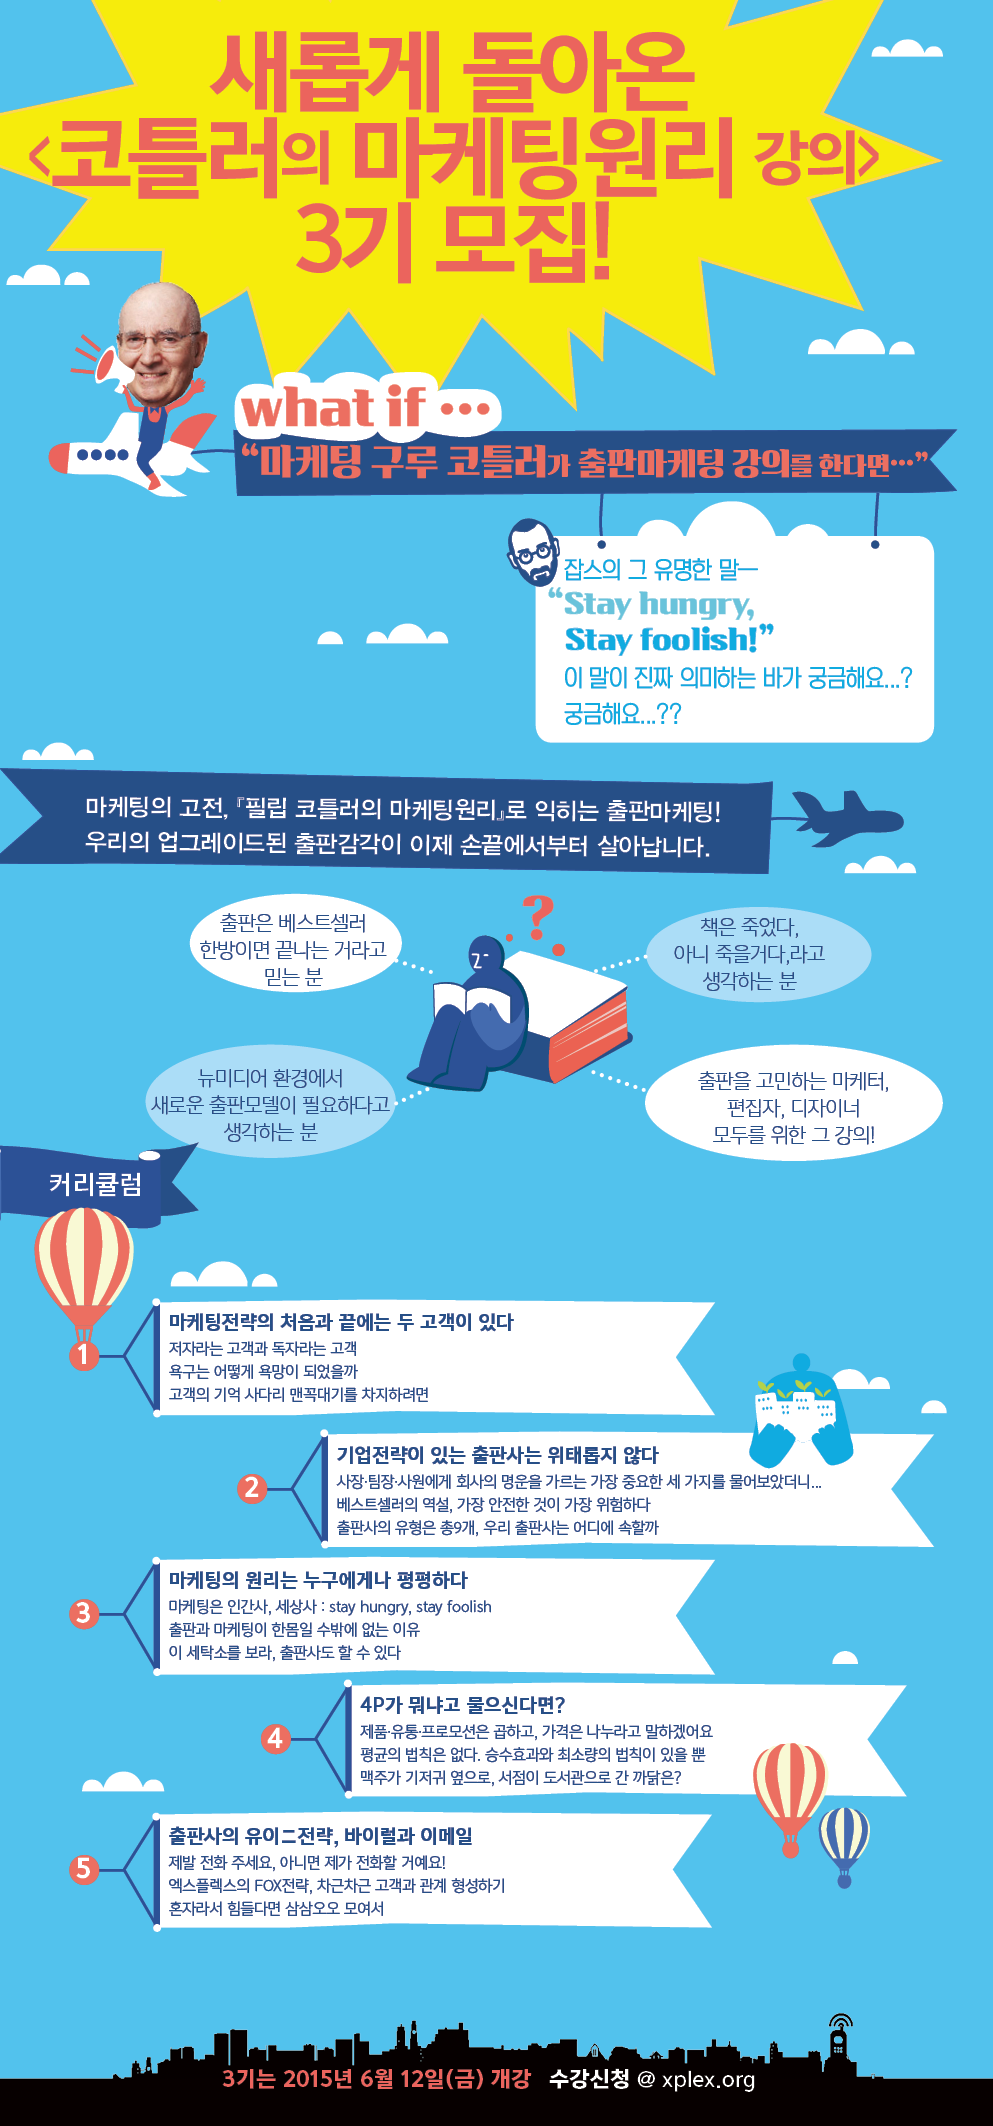 새롭게 돌아온
<코틀러의 마케팅원리 강의>
3기 모집!
what if …
“마케팅 구루 코틀러가 출판마케팅 강의를 한다면…”
잡스의 그 유명한 말—
“Stay hungry,
Stay foolish!”
이 말이 진짜 의미하는 바가 궁금해요...?
궁금해요...??
마케팅의 고전,『필립 코틀러의 마케팅원리』로 익히는 출판마케팅!
우리의 업그레이드된 출판감각이 이제 손끝에서부터 살아납니다.
출판은 베스트셀러
한방이면 끝나는 거라고
믿는 분
?
책은 죽었다,
아니 죽을거다,라고
생각하는 분
뉴미디어 환경에서
새로운 출판모델이 필요하다고
생각하는 분
출판을 고민하는 마케터,
편집자, 디자이너
모두를 위한 그 강의!
커리큘럼
1
마케팅전략의 처음과 끝에는 두 고객이 있다
저자라는 고객과 독자라는 고객
욕구는 어떻게 욕망이 되었을까
고객의 기억 사다리 맨꼭대기를 차지하려면
2
기업전략이 있는 출판사는 위태롭지 않다
사장·팀장·사원에게 회사의 명운을 가르는 가장 중요한 세 가지를 물어보았더니...
베스트셀러의 역설, 가장 안전한 것이 가장 위험하다
출판사의 유형은 총9개, 우리 출판사는 어디에 속할까
3
마케팅의 원리는 누구에게나 평평하다
마케팅은 인간사, 세상사 : stay hungry, stay foolish
출판과 마케팅이 한몸일 수밖에 없는 이유
이 세탁소를 보라, 출판사도 할 수 있다
4
4P가 뭐냐고 물으신다면?
제품·유통·프로모션은 곱하고, 가격은 나누라고 말하겠어요
평균의 법칙은 없다. 승수효과와 최소량의 법칙이 있을 뿐
맥주가 기저귀 옆으로, 서점이 도서관으로 간 까닭은?
5
출판사의 유이ㄷ전략, 바이럴과 이메일
제발 전화 주세요, 아니면 제가 전화할 거예요!
엑스플렉스의 FOX전략, 차근차근 고객과 관계 형성하기
혼자라서 힘들다면 삼삼오오 모여서
3기는 2015년 6월 12일(금) 개강 수강신청 @ xplex.org